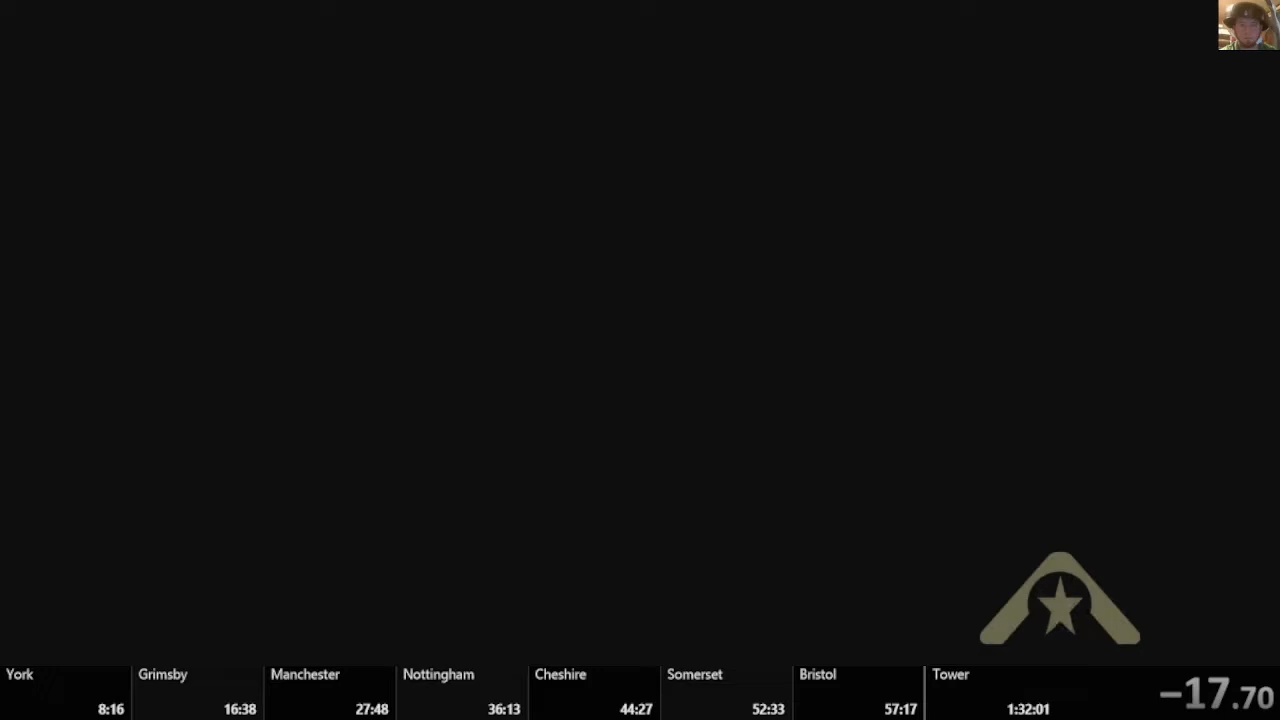 York
8:16
Grimsby
16:38
Manchester
27:48
Nottingham
36:13
Cheshire
44:27
Somerset
52:33
Bristol
57:17
Tower
1:32:01
−17.70